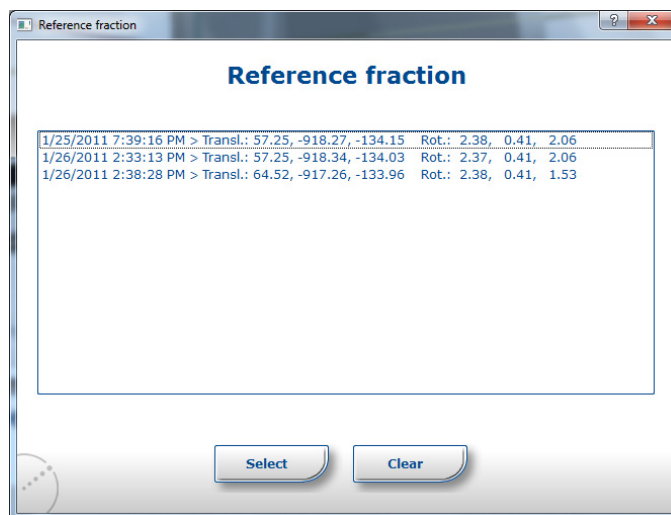 Reference fraction
Reference fraction
1/25/2011 7:39:16 PM > Transl.: 57.25, -918.27, -134.15 Rot.: 2.38, 0.41, 2.06
1/26/2011 2:33:13 PM > Transl.: 57.25, -918.34, -134.03 Rot.: 2.37, 0.41, 2.06
1/26/2011 2:38:28 PM > Transl.: 64.52, -917.26, -133.96 Rot.: 2.38, 0.41, 1.53
Select Clear